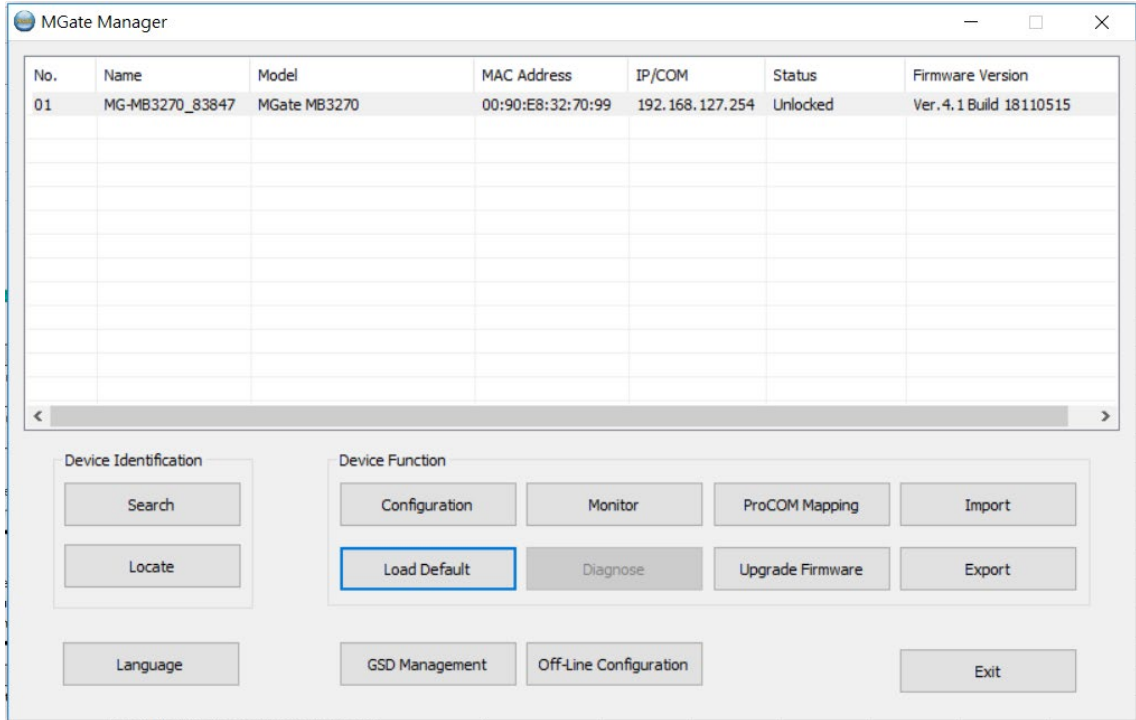 MGate Manager
No. Name Model MAC Address IP/COM Status Firmware Version
01 MG-MB3270_83847 MGate MB3270 00:90:E8:32:70:99 192.168.127.254 Unlocked Ver.4.1 Build 18110515
Device Identification Device Function
Search Configuration Monitor ProCOM Mapping Import
Locate Load Default Diagnose Upgrade Firmware Export
Language GSD Management Off-Line Configuration Exit